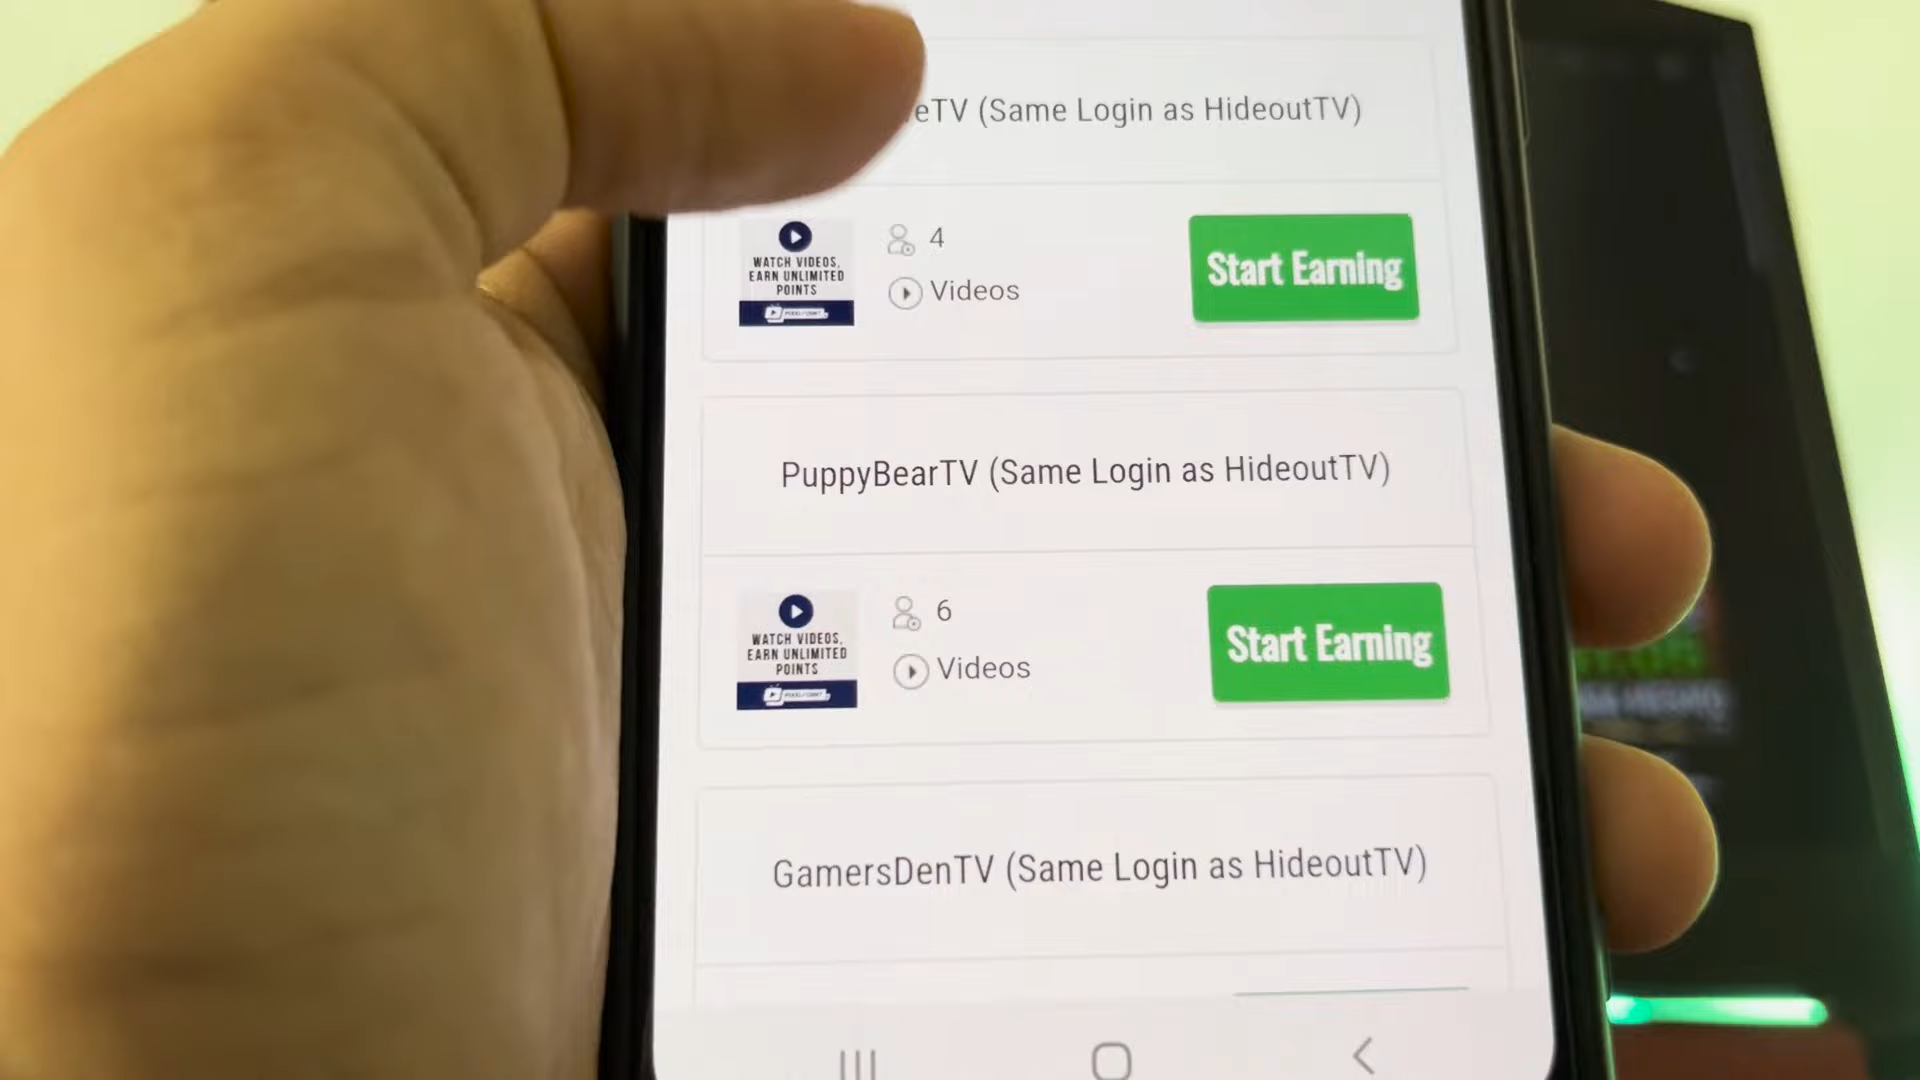 eTV (Same Login as HideoutTV)
WATCH VIDEOS,
EARN UNLIMITED
POINTS
4
Videos
Start Earning
PuppyBearTV (Same Login as HideoutTV)
WATCH VIDEOS,
EARN UNLIMITED
POINTS
6
Videos
Start Earning
GamersDenTV (Same Login as HideoutTV)